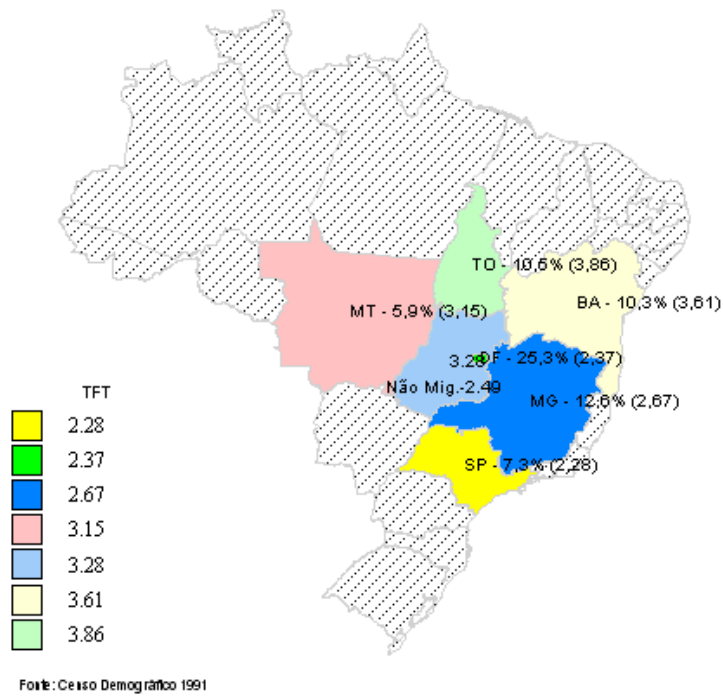 TO - 10,6% (3,86)
BA - 10,3% (3,61)
MT - 5,9% (3,15)
3.28
DF - 25,3% (2,37)
Não Mig.-2.49
MG - 12,6% (2,67)
SP - 7,3% (2,28)
TFT
2.28
2.37
2.67
3.15
3.28
3.61
3.86
Fonte: Censo Demográfico 1991